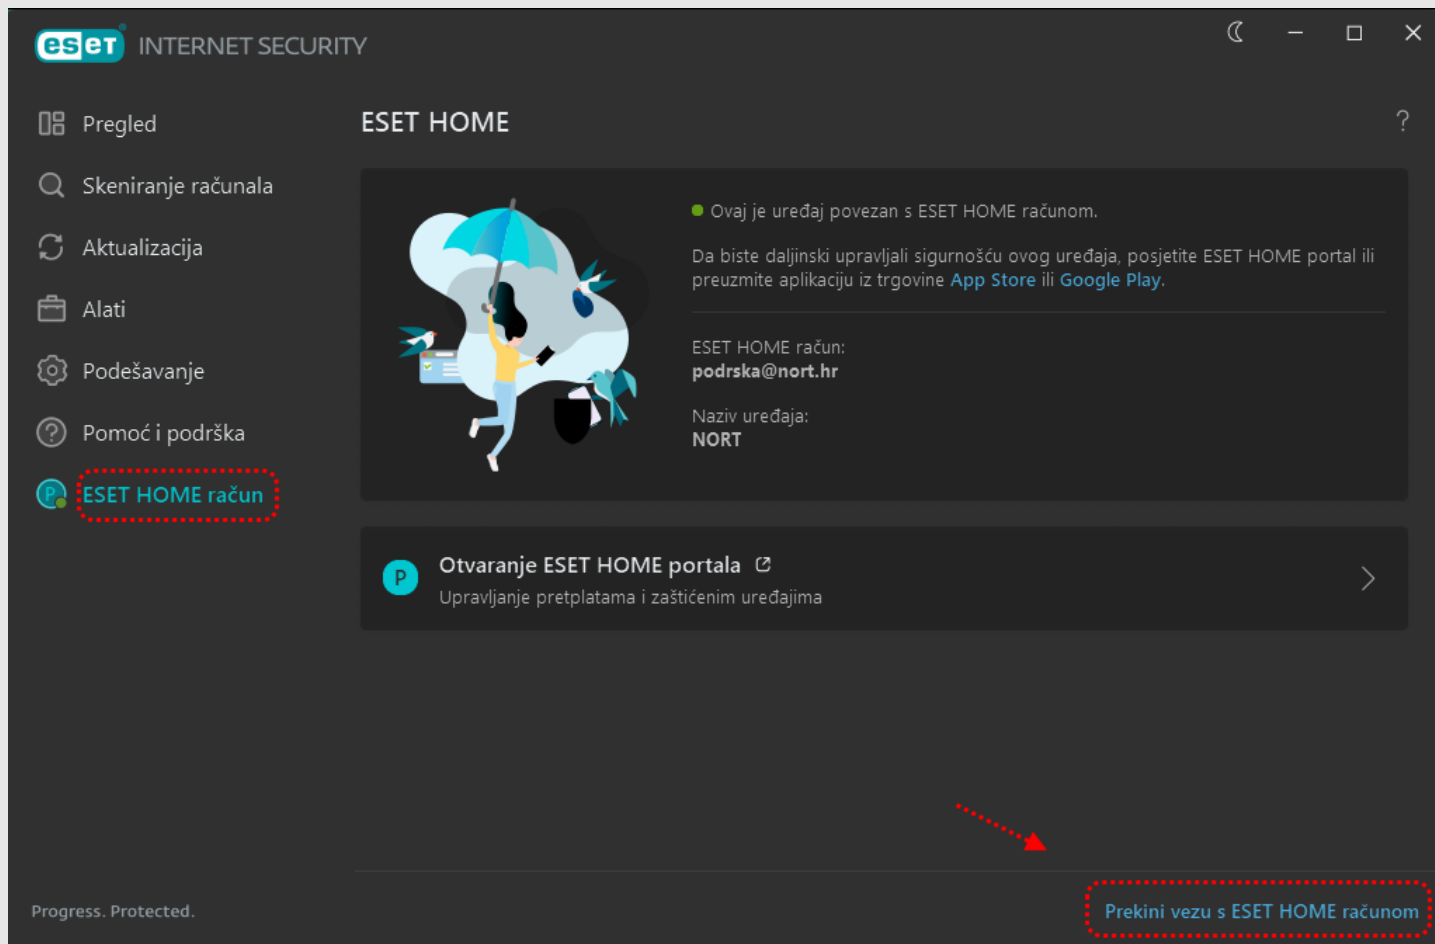 eset INTERNET SECURITY
Pregled
Skeniranje računala
Aktualizacija
Alati
Podešavanje
Pomoć i podrška
P ESET HOME račun
ESET HOME
?
Ovaj je uređaj povezan s ESET HOME računom.
Da biste daljinski upravljali sigurnošću ovog uređaja, posjetite ESET HOME portal ili
preuzmite aplikaciju iz trgovine App Store ili Google Play.
ESET HOME račun:
podrska@nort.hr
Naziv uređaja:
NORT
P
Otvaranje ESET HOME portala
Upravljanje pretplatama i zaštićenim uređajima
Progress. Protected.
Prekini vezu s ESET HOME računom